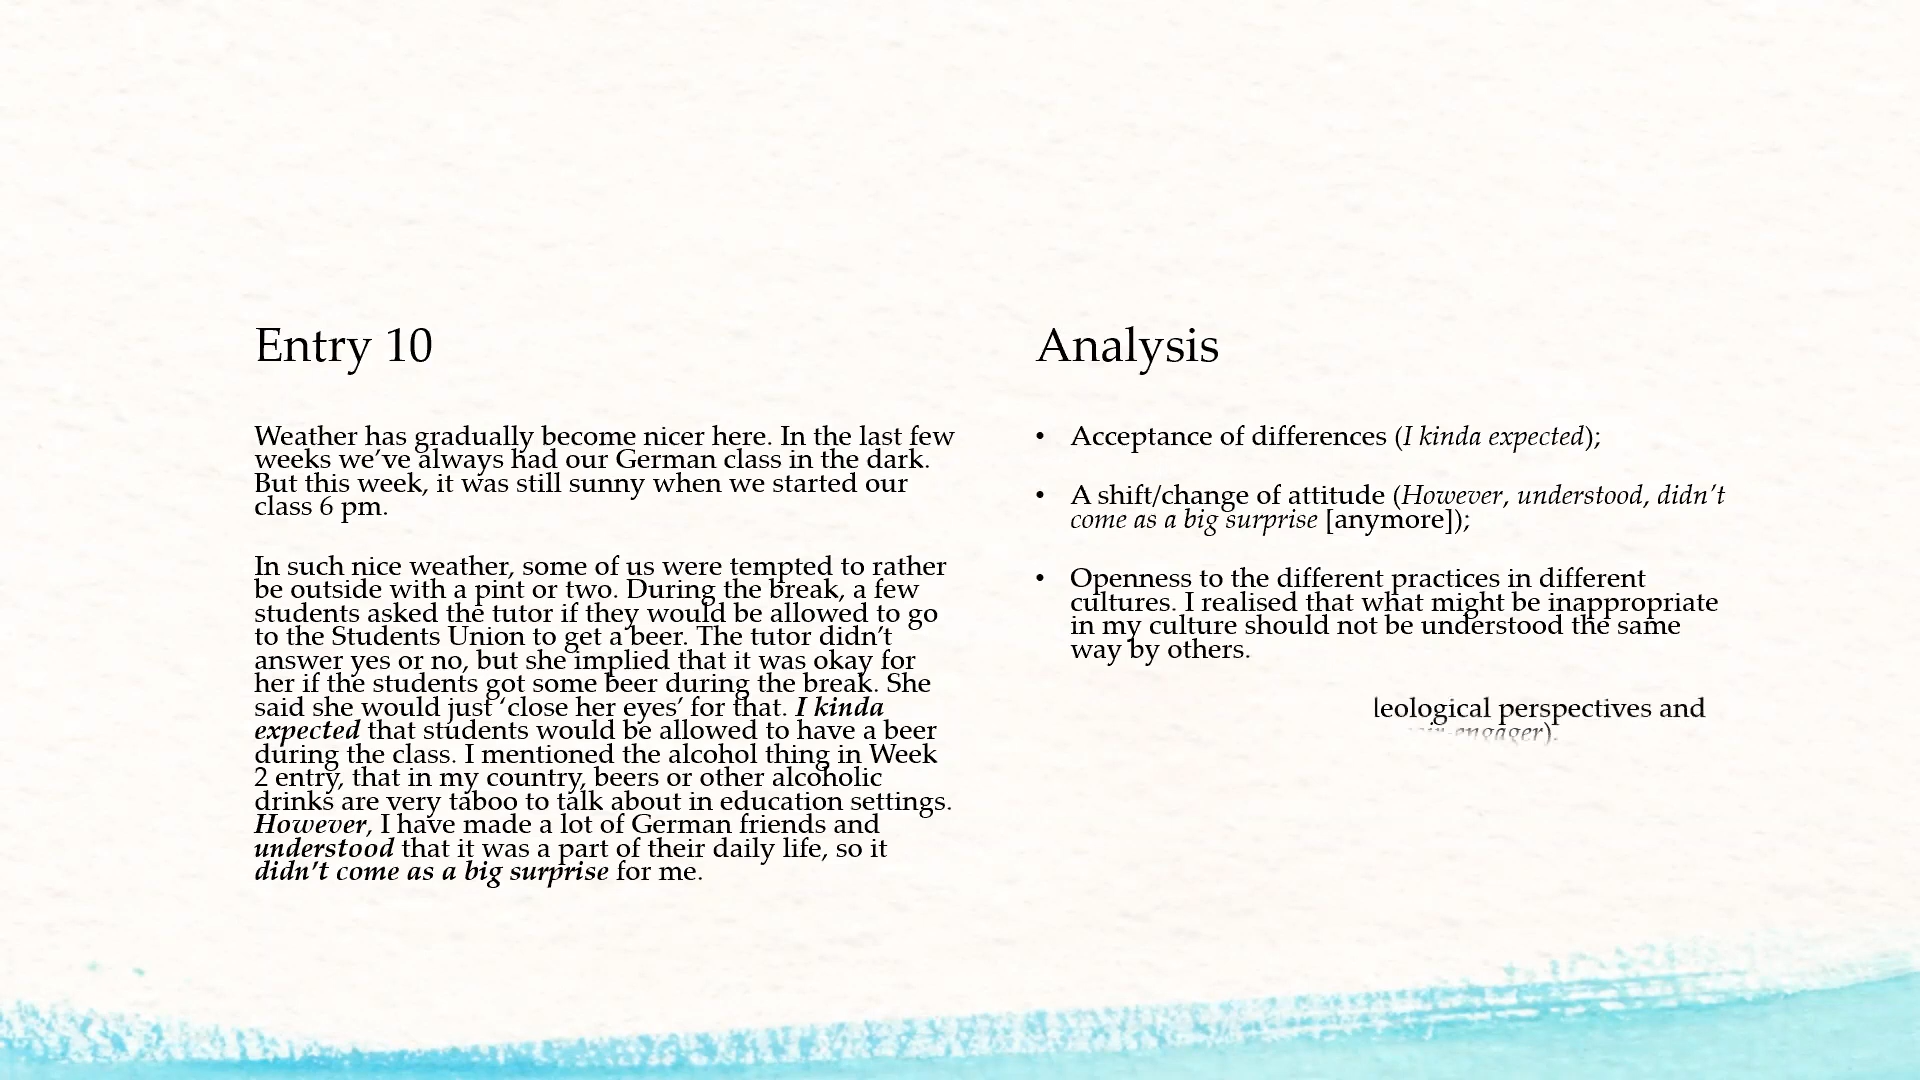 Entry 10
Weather has gradually become nicer here. In the last few
weeks we’ve always had our German class in the dark.
But this week, it was still sunny when we started our
class 6 pm.
In such nice weather, some of us were tempted to rather
be outside with a pint or two. During the break, a few
students asked the tutor if they would be allowed to go
to the Students Union to get a beer. The tutor didn’t
answer yes or no, but she implied that it was okay for
her if the students got some beer during the break. She
said she would just ‘close her eyes’ for that. I kinda
expected that students would be allowed to have a beer
during the class. I mentioned the alcohol thing in Week
2 entry, that in my country, beers or other alcoholic
drinks are very taboo to talk about in education settings.
However, I have made a lot of German friends and
understood that it was a part of their daily life, so it
didn’t come as a big surprise for me.
Analysis
• Acceptance of differences (I kinda expected);
• A shift/change of attitude (However, understood, didn’t
come as a big surprise [anymore]);
• Openness to the different practices in different
cultures. I realised that what might be inappropriate
in my culture should not be understood the same
way by others.
perspectives and